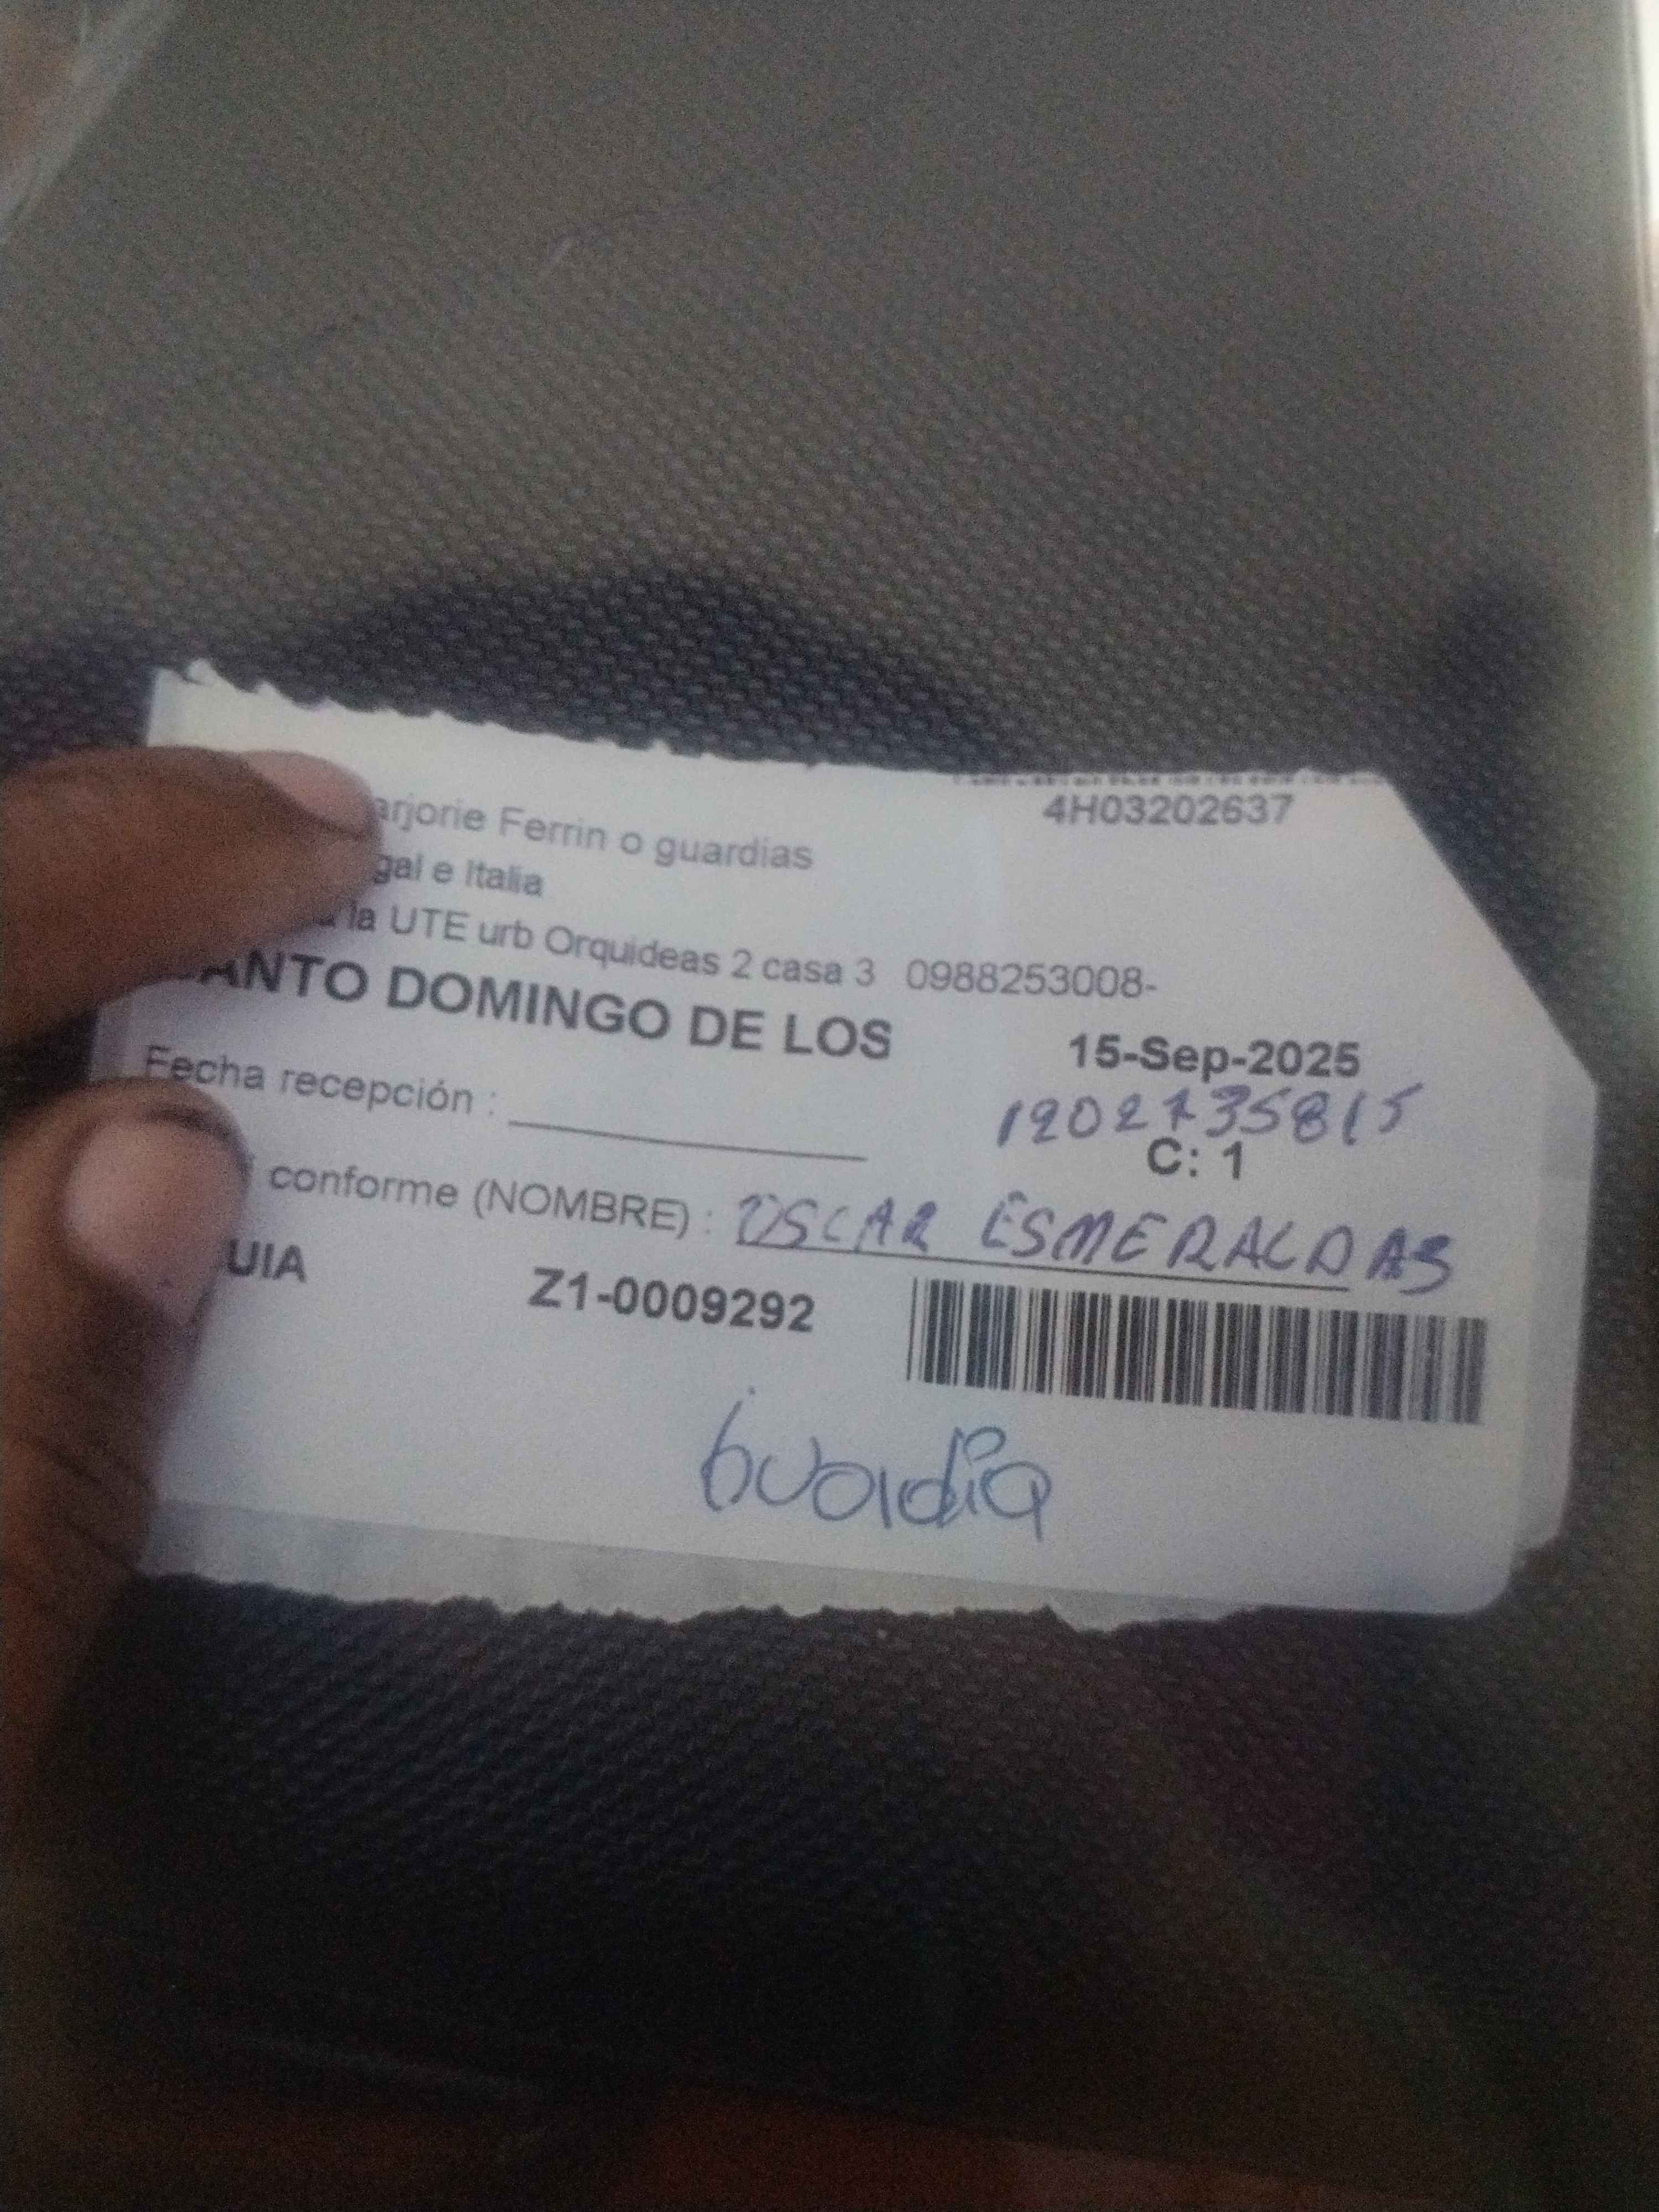 4H03202637
arjorie Ferrin o guardias
gal e Italia
la UTE urb Orquideas 2 casa 3 0988253008-
ANTO DOMINGO DE LOS 15-Sep-2025
Fecha recepción : 
C: 1
conforme (NOMBRE) : OSCAR ESMERALDAS
UIA Z1-0009292
Guardia